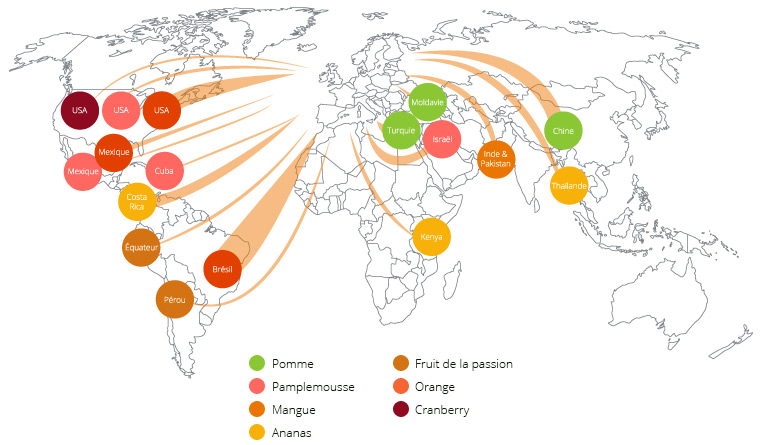 USA
USA
USA
Moldavie
Turquie
Israël
Chine
Mexique
Mexique
Cuba
Inde &
Pakistan
Thaïlande
Costa
Rica
Équateur
Kenya
Brésil
Pérou
Pomme
Pamplemousse
Mangue
Ananas
Fruit de la passion
Orange
Cranberry